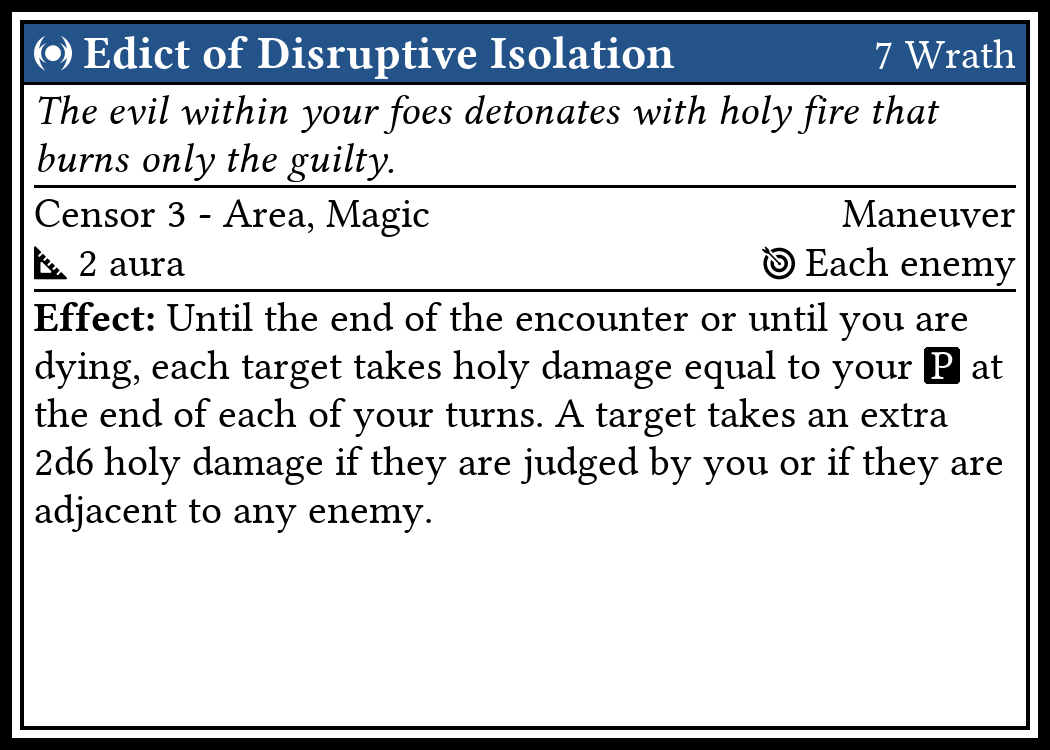 Edict of Disruptive Isolation 7 Wrath
The evil within your foes detonates with holy fire that
burns only the guilty.
Censor 3 - Area, Magic Maneuver
2 aura Each enemy
Effect: Until the end of the encounter or until you are
dying, each target takes holy damage equal to your P at
the end of each of your turns. A target takes an extra
2d6 holy damage if they are judged by you or if they are
adjacent to any enemy.